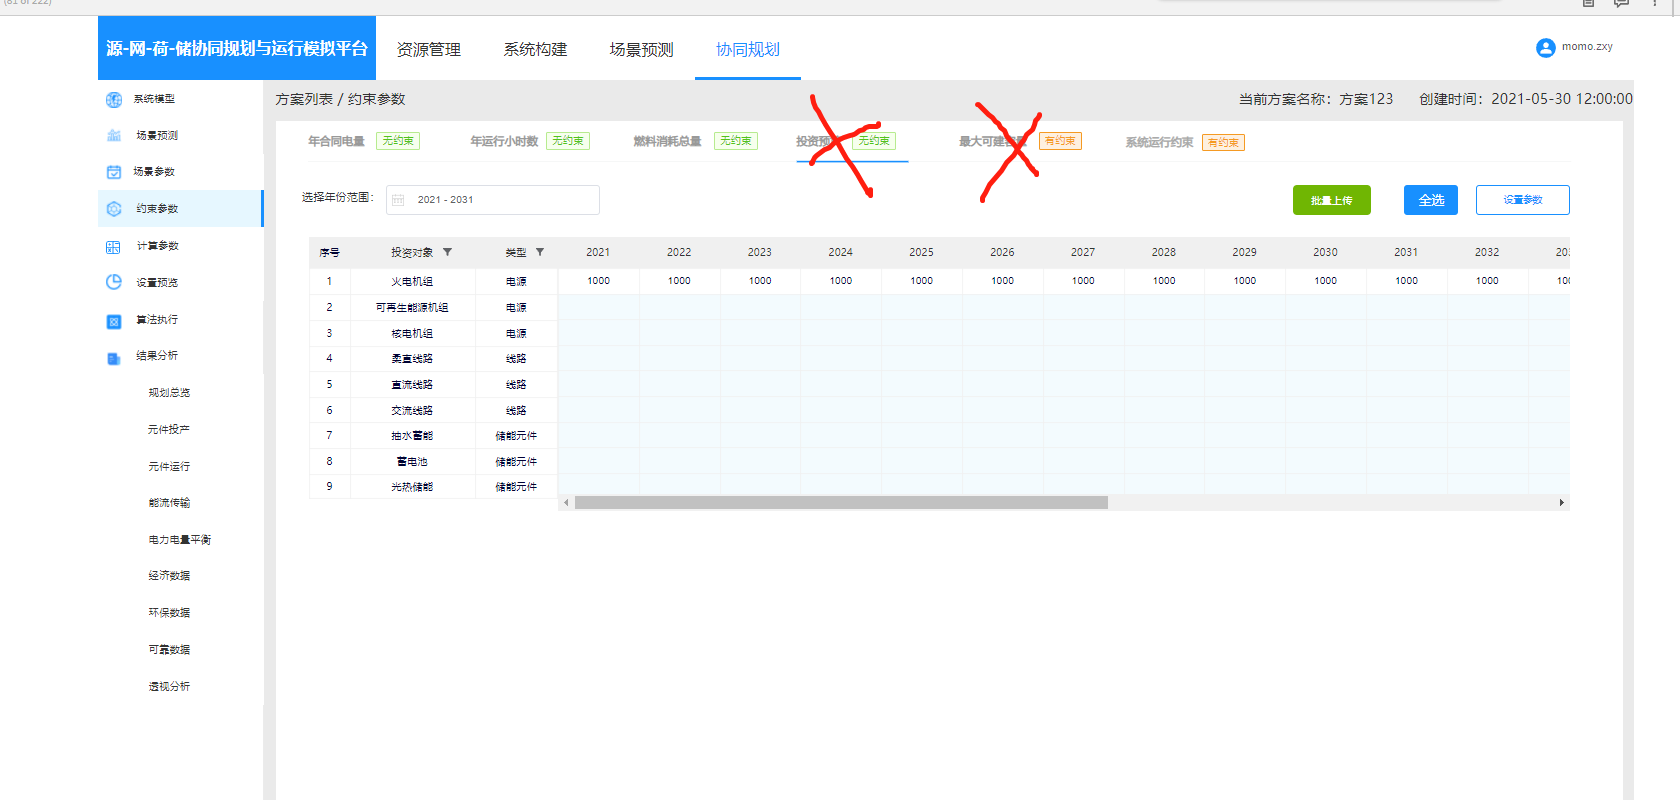 (81 of 222)
源-网-荷-储协同规划与运行模拟平台 资源管理 系统构建 场景预测 协同规划 momo.zxy
方案列表 / 约束参数 当前方案名称：方案123 创建时间：2021-05-30 12:00:00
系统模型
场景预测
场景参数
约束参数
计算参数
设置预览
算法执行
结果分析
规划总览
元件投产
元件运行
能流传输
电力电量平衡
经济数据
环保数据
可靠数据
透视分析
年合同电量 无约束 年运行小时数 无约束 燃料消耗总量 无约束 投资预 无约束 最大可建容量 有约束 系统运行约束 有约束
选择年份范围： 2021 - 2031 批量上传 全选 设置参数
序号 投资对象 类型 2021 2022 2023 2024 2025 2026 2027 2028 2029 2030 2031 2032
1 火电机组 电源 1000 1000 1000 1000 1000 1000 1000 1000 1000 1000 1000 1000
2 可再生能源机组 电源
3 核电机组 电源
4 柔直线路 线路
5 直流线路 线路
6 交流线路 线路
7 抽水蓄能 储能元件
8 蓄电池 储能元件
9 光热储能 储能元件